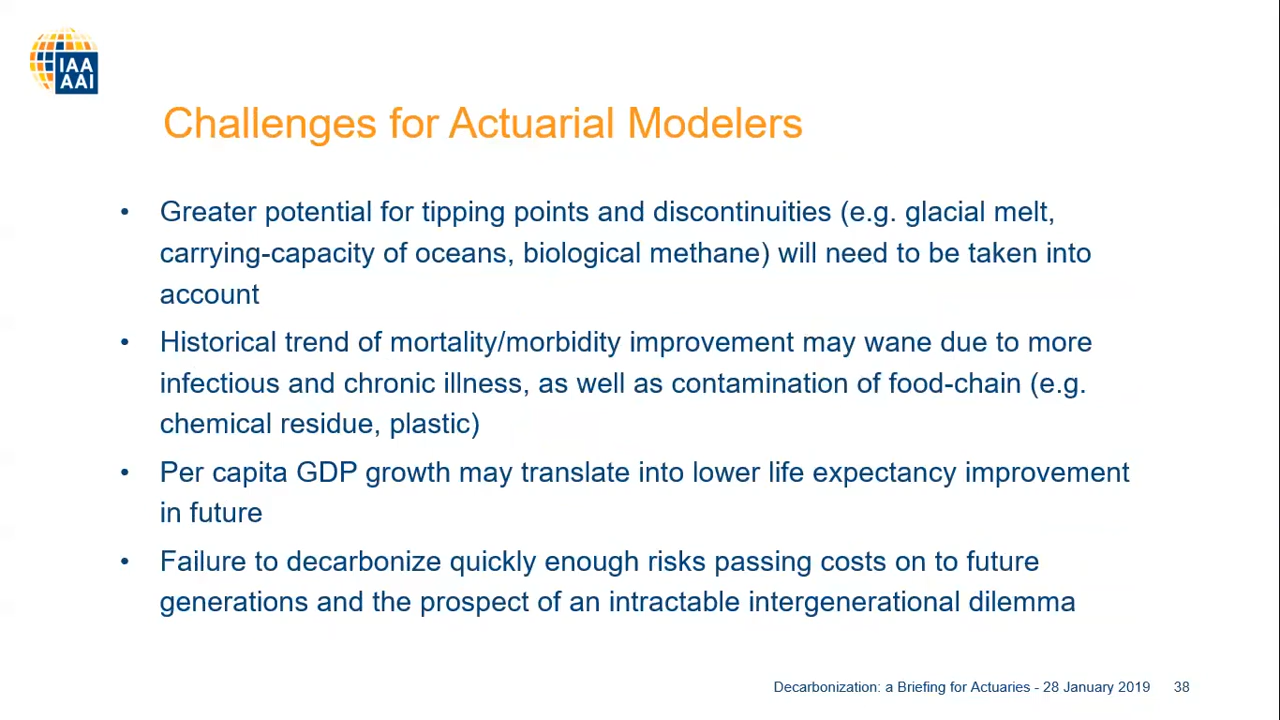 IAA
AAI
Challenges for Actuarial Modelers
• Greater potential for tipping points and discontinuities (e.g. glacial melt,
carrying-capacity of oceans, biological methane) will need to be taken into
account
• Historical trend of mortality/morbidity improvement may wane due to more
infectious and chronic illness, as well as contamination of food-chain (e.g.
chemical residue, plastic)
• Per capita GDP growth may translate into lower life expectancy improvement
in future
• Failure to decarbonize quickly enough risks passing costs on to future
generations and the prospect of an intractable intergenerational dilemma
Decarbonization: a Briefing for Actuaries - 28 January 2019 38